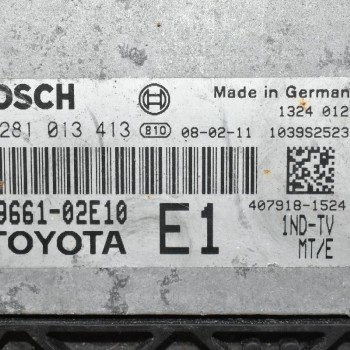 OSCH Made in German
1324 012
281 013 413 810 08-02-11 1039S2523
9661-02E10 E1 407918-1524
TOYOTA 1ND-TV
MT/E